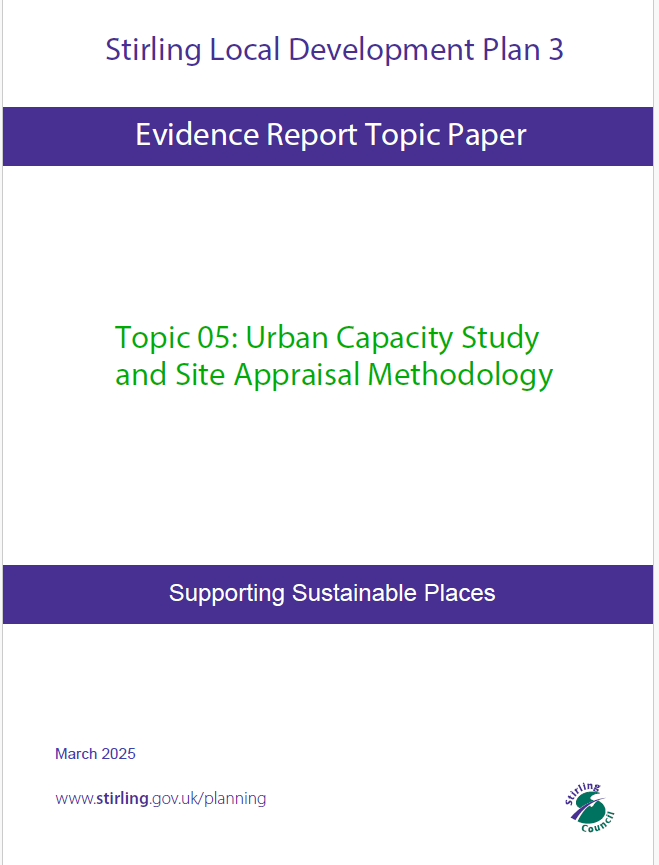 Stirling Local Development Plan 3
Evidence Report Topic Paper
Topic 05: Urban Capacity Study
and Site Appraisal Methodology
Supporting Sustainable Places
March 2025
www.stirling.gov.uk/planning
Stirling
Council